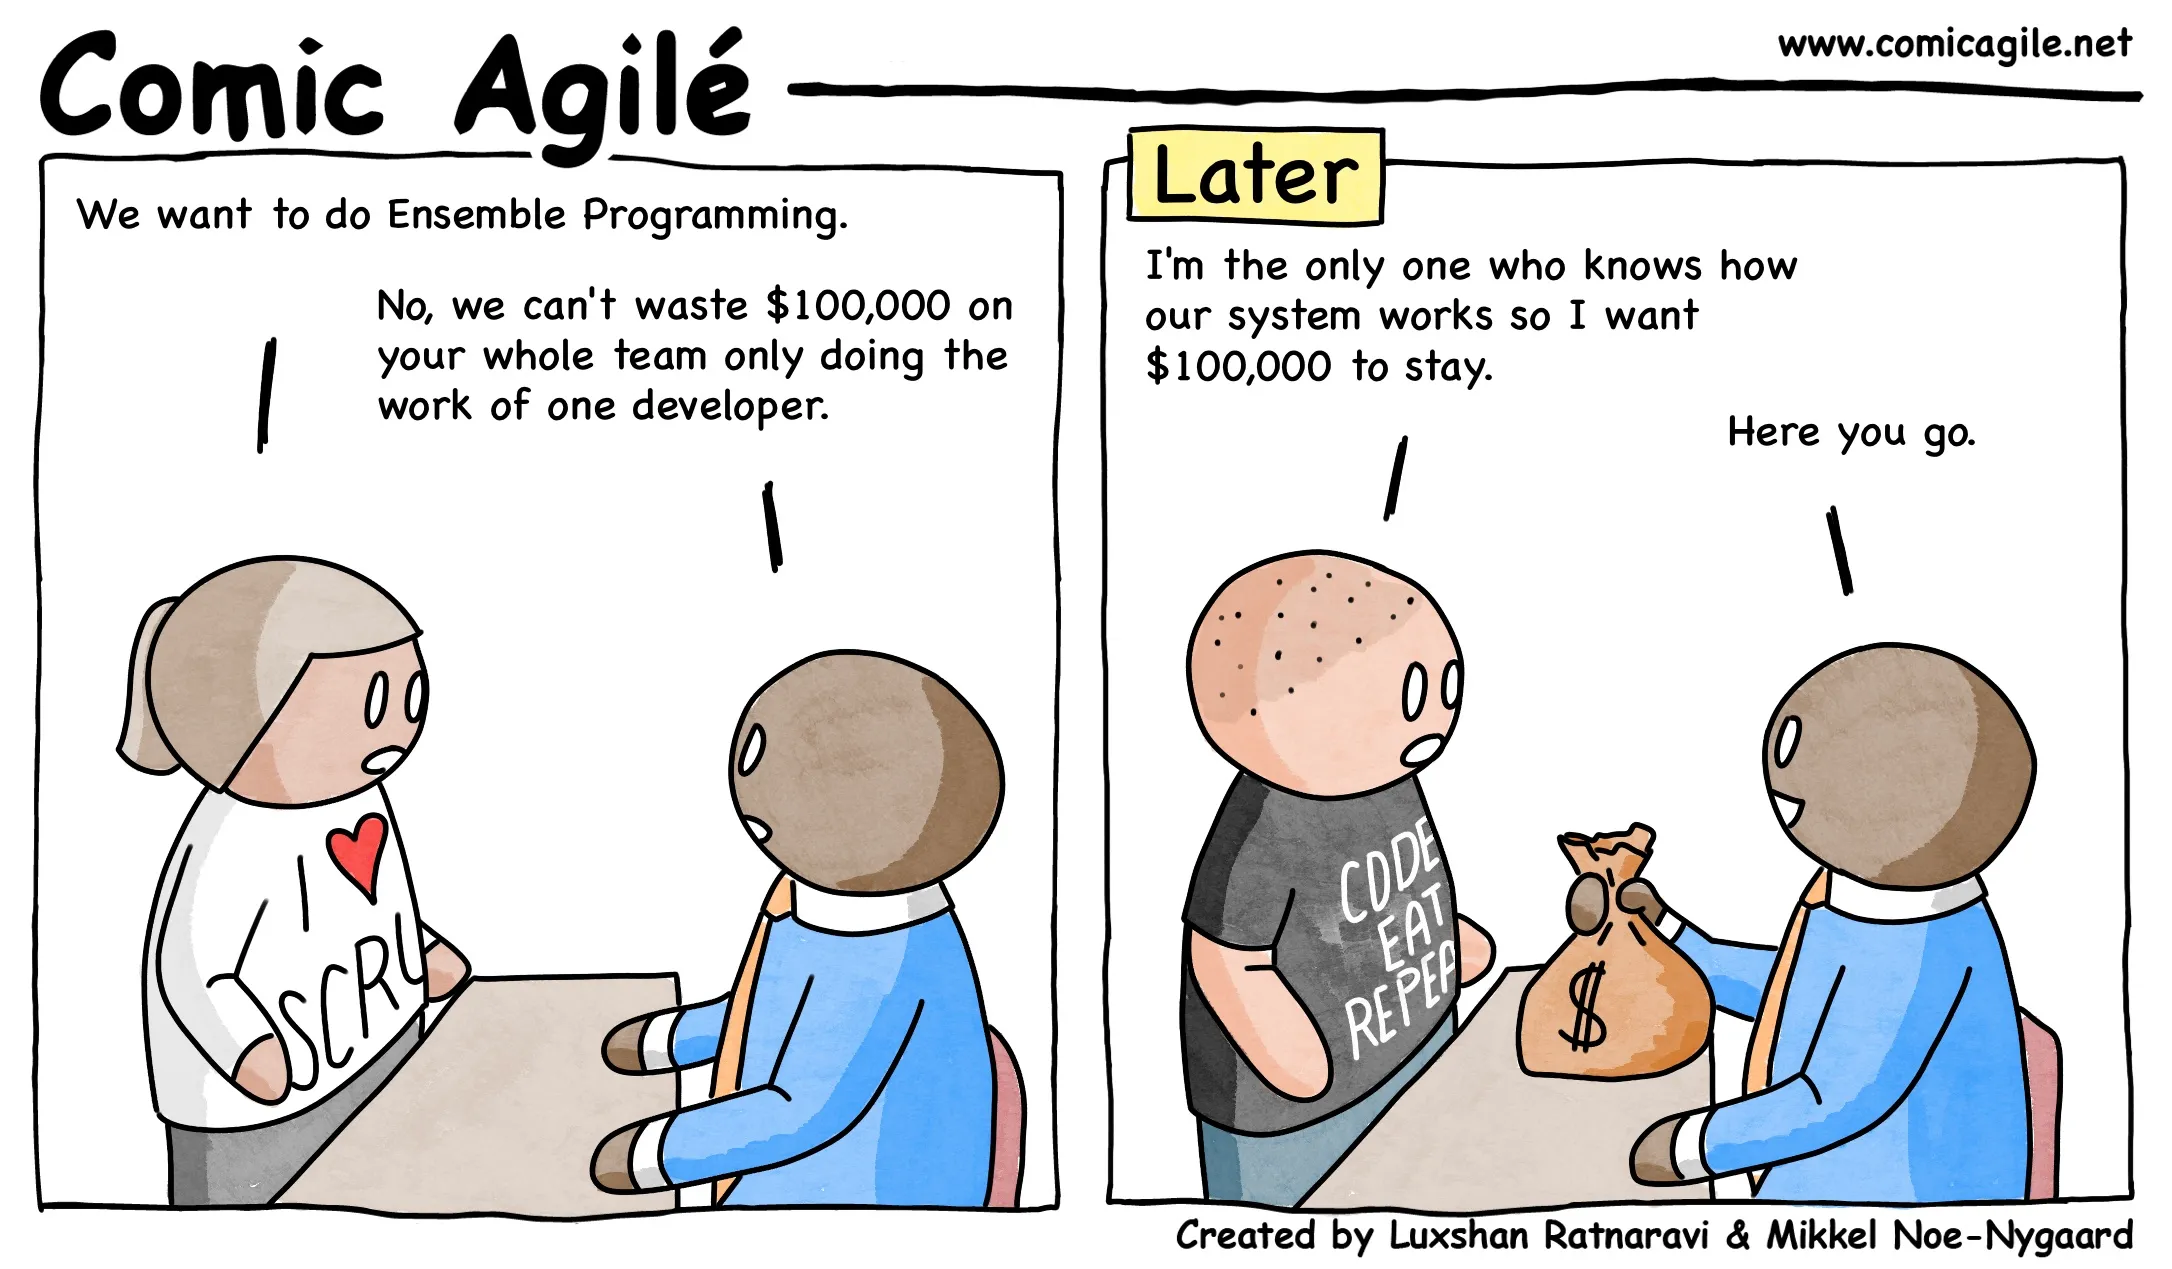 Comic Agilé
www.comicagile.net
We want to do Ensemble Programming.
No, we can't waste $100,000 on
your whole team only doing the
work of one developer.
I
SCRU
Later
I'm the only one who knows how
our system works so I want
$100,000 to stay.
Here you go.
CODE
EAT
REPEA
$
Created by Luxshan Ratnaravi & Mikkel Noe-Nygaard